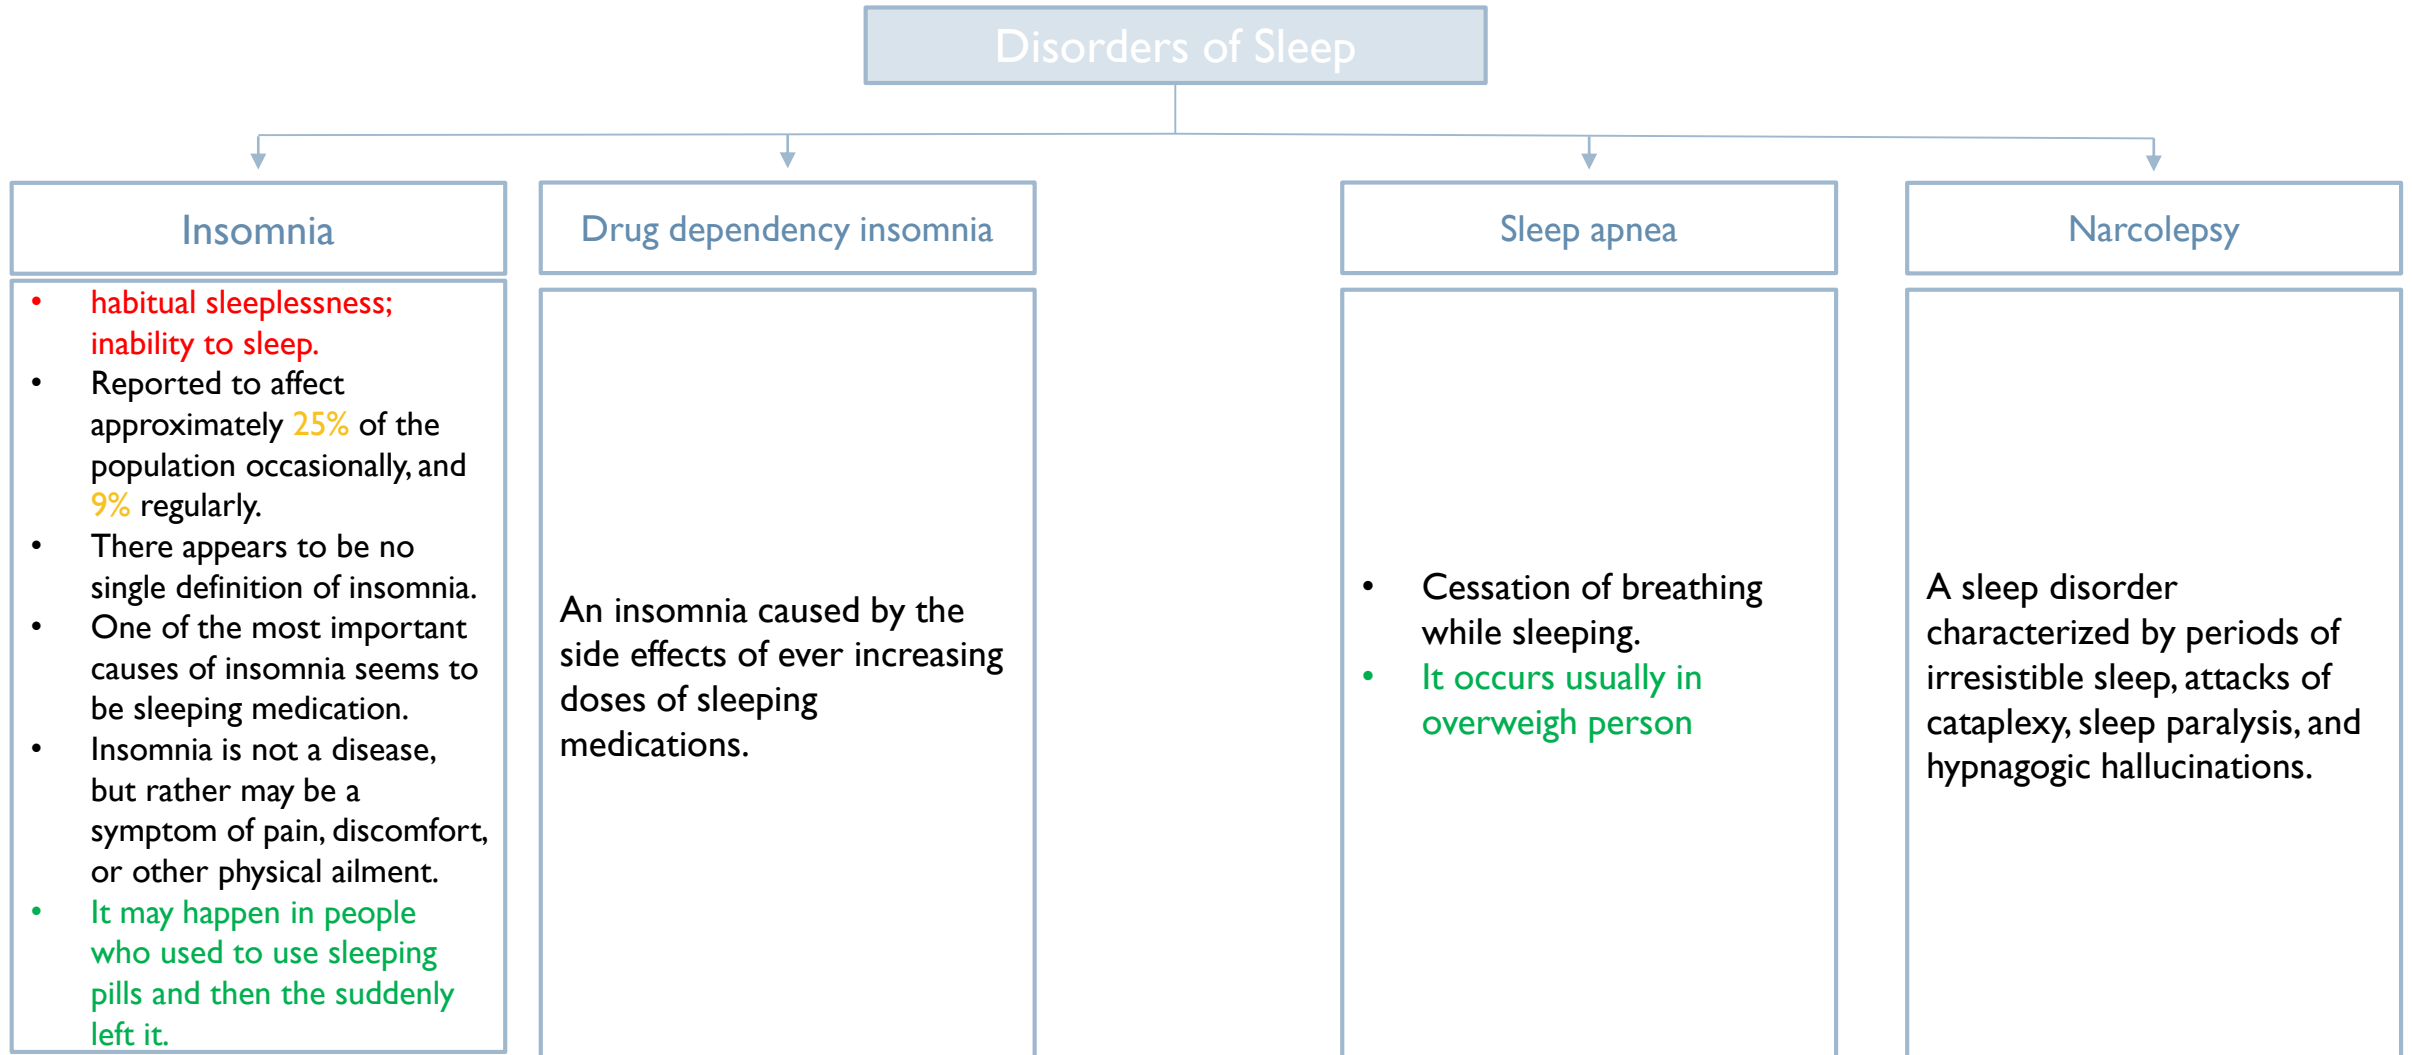 Disorders of Sleep
Insomnia
• habitual sleeplessness;
inability to sleep.
• Reported to affect
approximately 25% of the
population occasionally, and
9% regularly.
• There appears to be no
single definition of insomnia.
• One of the most important
causes of insomnia seems to
be sleeping medication.
• Insomnia is not a disease,
but rather may be a
symptom of pain, discomfort,
or other physical ailment.
• It may happen in people
who used to use sleeping
pills and then the suddenly
left it.
Drug dependency insomnia
An insomnia caused by the
side effects of ever increasing
doses of sleeping
medications.
Sleep apnea
• Cessation of breathing
while sleeping.
• It occurs usually in
overweigh person
Narcolepsy
A sleep disorder
characterized by periods of
irresistible sleep, attacks of
cataplexy, sleep paralysis, and
hypnagogic hallucinations.